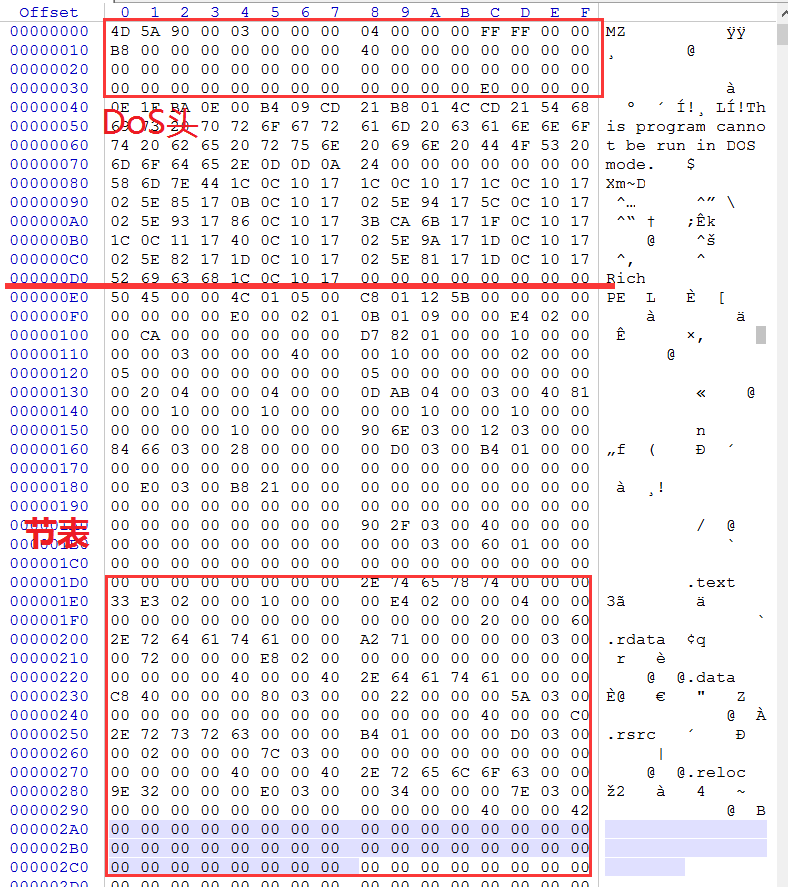 Offset 0 1 2 3 4 5 6 7 8 9 A B C D E F
00000000 4D 5A 90 00 03 00 00 00 04 00 00 00 FF FF 00 00 MZ ÿÿ
00000010 B8 00 00 00 00 00 00 00 40 00 00 00 00 00 00 00 ¸ @
00000020 00 00 00 00 00 00 00 00 00 00 00 00 00 00 00 00
00000030 00 00 00 00 00 00 00 00 00 00 00 00 E0 00 00 00 à
00000040 0E 1F BA 0E 00 B4 09 CD 21 B8 01 4C CD 21 54 68 º ´ Í!¸ LÍ!Th
DoS头
00000050 69 73 20 70 72 6F 67 72 61 6D 20 63 61 6E 6E 6F is program canno
00000060 74 20 62 65 20 72 75 6E 20 69 6E 20 44 4F 53 20 t be run in DOS
00000070 6D 6F 64 65 2E 0D 0D 0A 24 00 00 00 00 00 00 00 mode. $
00000080 58 6D 7E 44 1C 0C 10 17 1C 0C 10 17 1C 0C 10 17 Xm~D
00000090 02 5E 85 17 0B 0C 10 17 02 5E 94 17 5C 0C 10 17 ^… ^” \
000000A0 02 5E 93 17 86 0C 10 17 3B CA 6B 17 1F 0C 10 17 ^“ † ;Êk
000000B0 1C 0C 11 17 40 0C 10 17 02 5E 9A 17 1D 0C 10 17 @ ^š
000000C0 02 5E 82 17 1D 0C 10 17 02 5E 81 17 1D 0C 10 17 ^‚ ^
000000D0 52 69 63 68 1C 0C 10 17 00 00 00 00 00 00 00 00 Rich
000000E0 50 45 00 00 4C 01 05 00 C8 01 12 5B 00 00 00 00 PE L È [
000000F0 00 00 00 00 E0 00 02 01 0B 01 09 00 00 E4 02 00 à ä
00000100 00 CA 00 00 00 00 00 00 D7 82 01 00 00 10 00 00 Ê ×‚
00000110 00 00 03 00 00 00 40 00 00 10 00 00 00 02 00 00 @
00000120 05 00 00 00 00 00 00 00 05 00 00 00 00 00 00 00
00000130 00 20 04 00 00 04 00 00 0D AB 04 00 03 00 40 81 « @
00000140 00 00 10 00 00 10 00 00 00 00 10 00 00 10 00 00
00000150 00 00 00 00 10 00 00 00 90 6E 03 00 12 03 00 00 n
00000160 84 66 03 00 28 00 00 00 00 D0 03 00 B4 01 00 00 „f ( Ð ´
00000170 00 00 00 00 00 00 00 00 00 00 00 00 00 00 00 00
00000180 00 E0 03 00 B8 21 00 00 00 00 00 00 00 00 00 00 à ¸!
00000190 00 00 00 00 00 00 00 00 00 00 00 00 00 00 00 00
00 00 00 00 00 00 00 00 90 2F 03 00 40 00 00 00 / @
节表
000001B0 00 00 00 00 00 00 00 00 00 00 03 00 60 01 00 00 `
000001C0 00 00 00 00 00 00 00 00 00 00 00 00 00 00 00 00
000001D0 00 00 00 00 00 00 00 00 2E 74 65 78 74 00 00 00 .text
000001E0 33 E3 02 00 00 10 00 00 00 E4 02 00 00 04 00 00 3ã ä
000001F0 00 00 00 00 00 00 00 00 00 00 00 00 20 00 00 60 `
00000200 2E 72 64 61 74 61 00 00 A2 71 00 00 00 00 03 00 .rdata ¢q
00000210 00 72 00 00 00 E8 02 00 00 00 00 00 00 00 00 00 r è
00000220 00 00 00 00 40 00 00 40 2E 64 61 74 61 00 00 00 @ @.data
00000230 C8 40 00 00 00 80 03 00 00 22 00 00 00 5A 03 00 È@ € " Z
00000240 00 00 00 00 00 00 00 00 00 00 00 00 40 00 00 C0 @ À
00000250 2E 72 73 72 63 00 00 00 B4 01 00 00 00 D0 03 00 .rsrc ´ Ð
00000260 00 02 00 00 00 7C 03 00 00 00 00 00 00 00 00 00 |
00000270 00 00 00 00 40 00 00 40 2E 72 65 6C 6F 63 00 00 @ @.reloc
00000280 9E 32 00 00 00 E0 03 00 00 34 00 00 00 7E 03 00 ž2 à 4 ~
00000290 00 00 00 00 00 00 00 00 00 00 00 00 40 00 00 42 @ B
000002A0 00 00 00 00 00 00 00 00 00 00 00 00 00 00 00 00
000002B0 00 00 00 00 00 00 00 00 00 00 00 00 00 00 00 00
000002C0 00 00 00 00 00 00 00 00 00 00 00 00 00 00 00 00